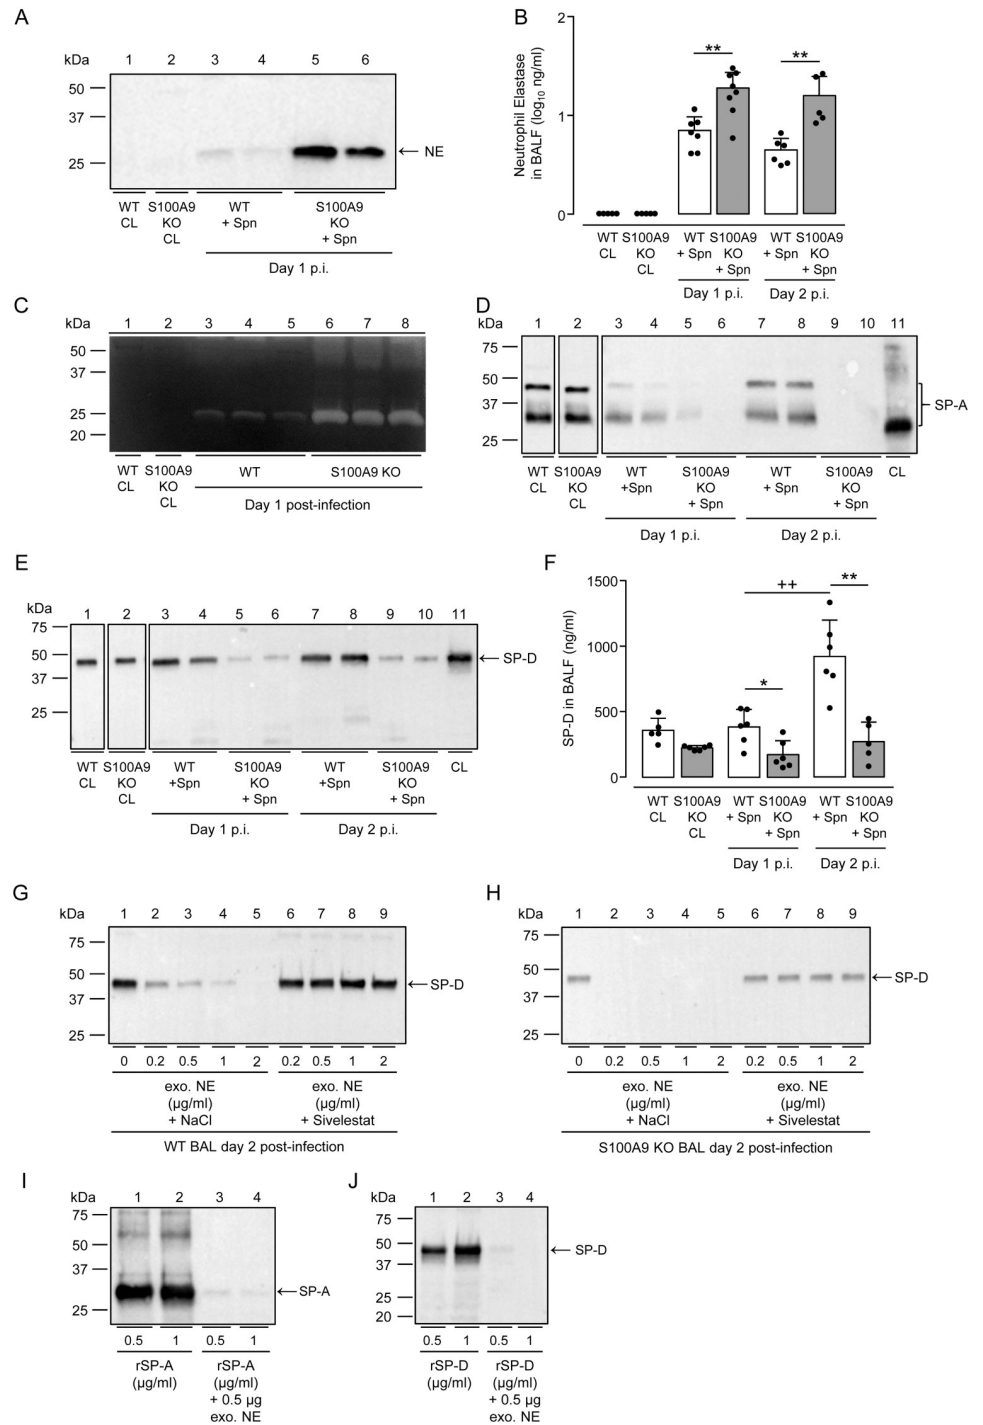 A
kDa 1 2 3 4 5 6
50
37
25
← NE
WT CL
S100A9 KO CL
WT + Spn
S100A9 KO + Spn
Day 1 p.i.
B
Neutrophil Elastase
in BALF (log10 ng/ml)
2
1
0
**
**
WT CL
S100A9 KO CL
WT + Spn
S100A9 KO + Spn
WT + Spn
S100A9 KO + Spn
Day 1 p.i.
Day 2 p.i.
C
kDa 1 2 3 4 5 6 7 8
50
37
25
20
WT CL
S100A9 KO CL
WT
S100A9 KO
Day 1 post-infection
D
kDa 1 2 3 4 5 6 7 8 9 10 11
75
50
37
25
SP-A
WT CL
S100A9 KO CL
WT +Spn
S100A9 KO + Spn
WT + Spn
S100A9 KO + Spn
CL
Day 1 p.i.
Day 2 p.i.
E
kDa 1 2 3 4 5 6 7 8 9 10 11
75
50
37
25
← SP-D
WT CL
S100A9 KO CL
WT +Spn
S100A9 KO + Spn
WT +Spn
S100A9 KO + Spn
CL
Day 1 p.i.
Day 2 p.i.
F
SP-D in BALF (ng/ml)
1500
1000
500
0
++
**
*
WT CL
S100A9 KO CL
WT + Spn
S100A9 KO + Spn
WT + Spn
S100A9 KO + Spn
Day 1 p.i.
Day 2 p.i.
G
kDa 1 2 3 4 5 6 7 8 9
75
50
37
25
← SP-D
0 0.2 0.5 1 2 0.2 0.5 1 2
exo. NE (µg/ml) + NaCl
exo. NE (µg/ml) + Sivelestat
WT BAL day 2 post-infection
H
kDa 1 2 3 4 5 6 7 8 9
75
50
37
25
← SP-D
0 0.2 0.5 1 2 0.2 0.5 1 2
exo. NE (µg/ml) + NaCl
exo. NE (µg/ml) + Sivelestat
S100A9 KO BAL day 2 post-infection
I
kDa 1 2 3 4
75
50
37
25
← SP-A
0.5 1 0.5 1
rSP-A (µg/ml)
rSP-A (µg/ml) + 0.5 µg exo. NE
J
kDa 1 2 3 4
75
50
37
25
20
← SP-D
0.5 1 0.5 1
rSP-D (µg/ml)
rSP-D (µg/ml) + 0.5 µg exo. NE